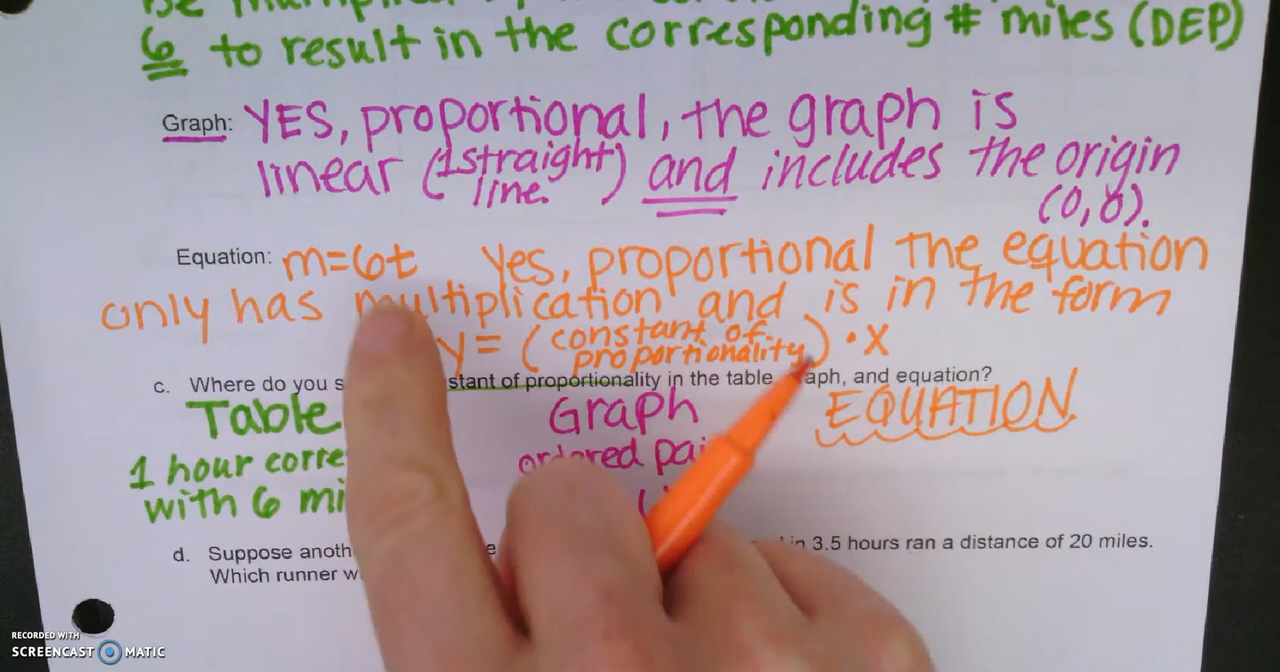 to result in the corresponding # miles (DEP)
6
Graph: YES, proportional, the graph is
linear (1 straight line.) and includes the origin
(0,0).
Equation: m=6t Yes, proportional the equation
only has multiplication and is in the form
y = (constant of proportionality) · x
c. Where do you s stant of proportionality in the table aph, and equation?
Table Graph EQUATION
1 hour corre ordered pai
with 6 mi
d. Suppose anoth 3.5 hours ran a distance of 20 miles.
Which runner w
RECORDED WITH
SCREENCAST MATIC